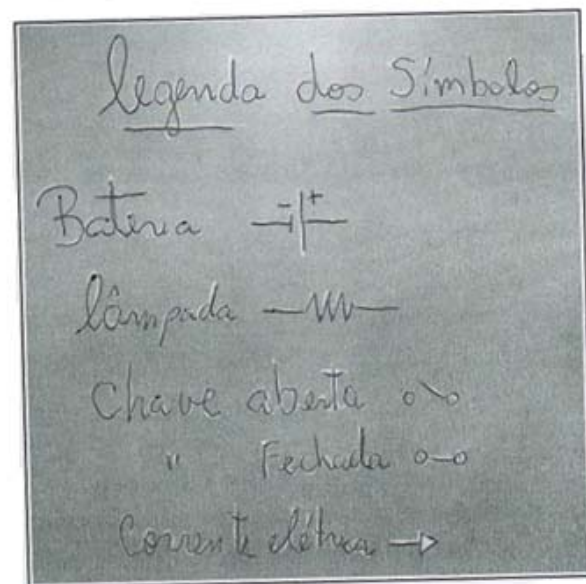 legenda dos Símbolos
Bateria - +
lâmpada
Chave aberta
" Fechada
Corrente elétrica